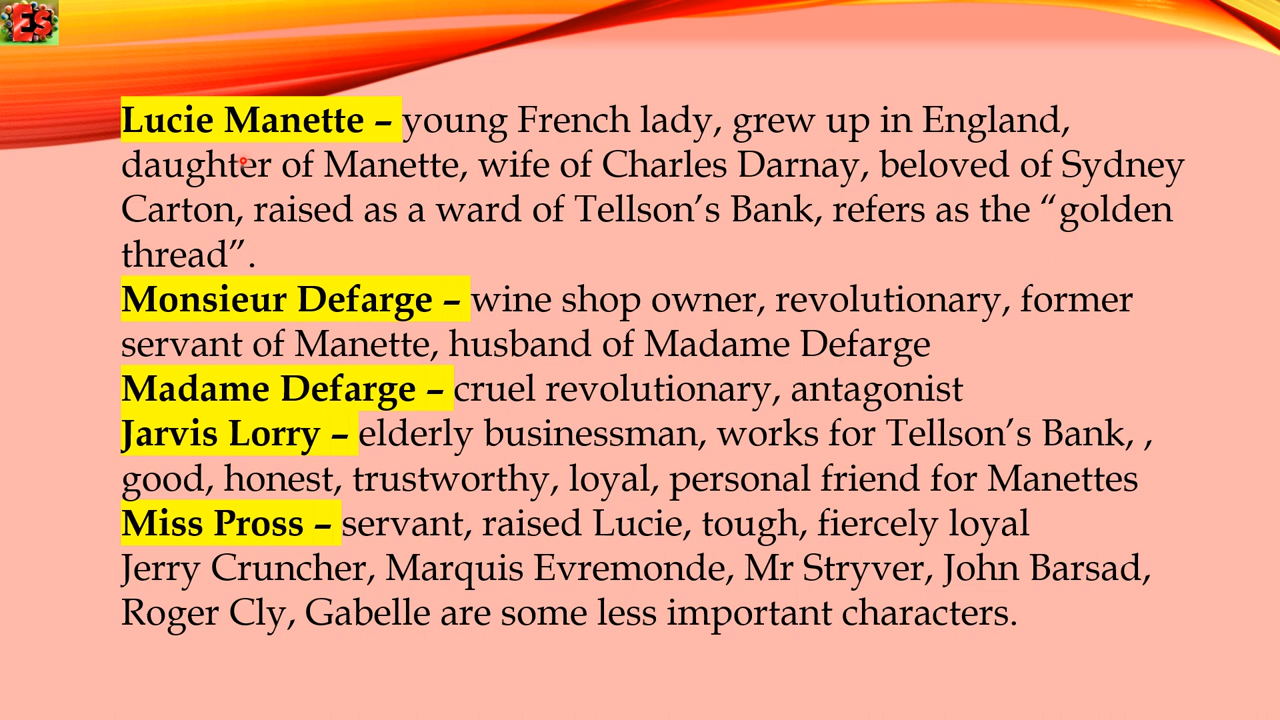 ES
Lucie Manette – young French lady, grew up in England,
daughter of Manette, wife of Charles Darnay, beloved of Sydney
Carton, raised as a ward of Tellson’s Bank, refers as the “golden
thread”.
Monsieur Defarge – wine shop owner, revolutionary, former
servant of Manette, husband of Madame Defarge
Madame Defarge – cruel revolutionary, antagonist
Jarvis Lorry – elderly businessman, works for Tellson’s Bank, ,
good, honest, trustworthy, loyal, personal friend for Manettes
Miss Pross – servant, raised Lucie, tough, fiercely loyal
Jerry Cruncher, Marquis Evremonde, Mr Stryver, John Barsad,
Roger Cly, Gabelle are some less important characters.